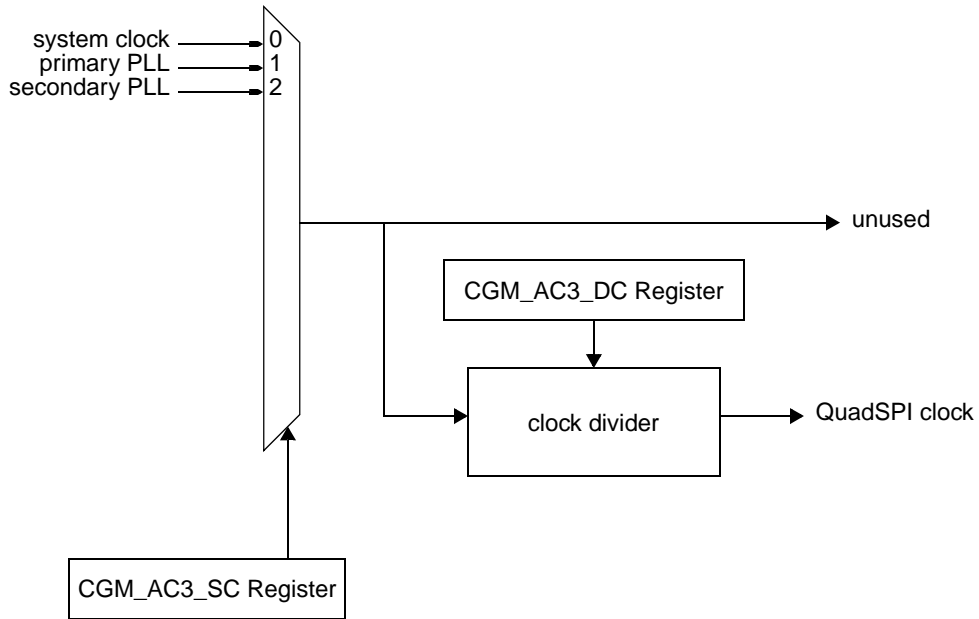 system clock 0
primary PLL 1
secondary PLL 2
unused
CGM_AC3_DC Register
clock divider
QuadSPI clock
CGM_AC3_SC Register